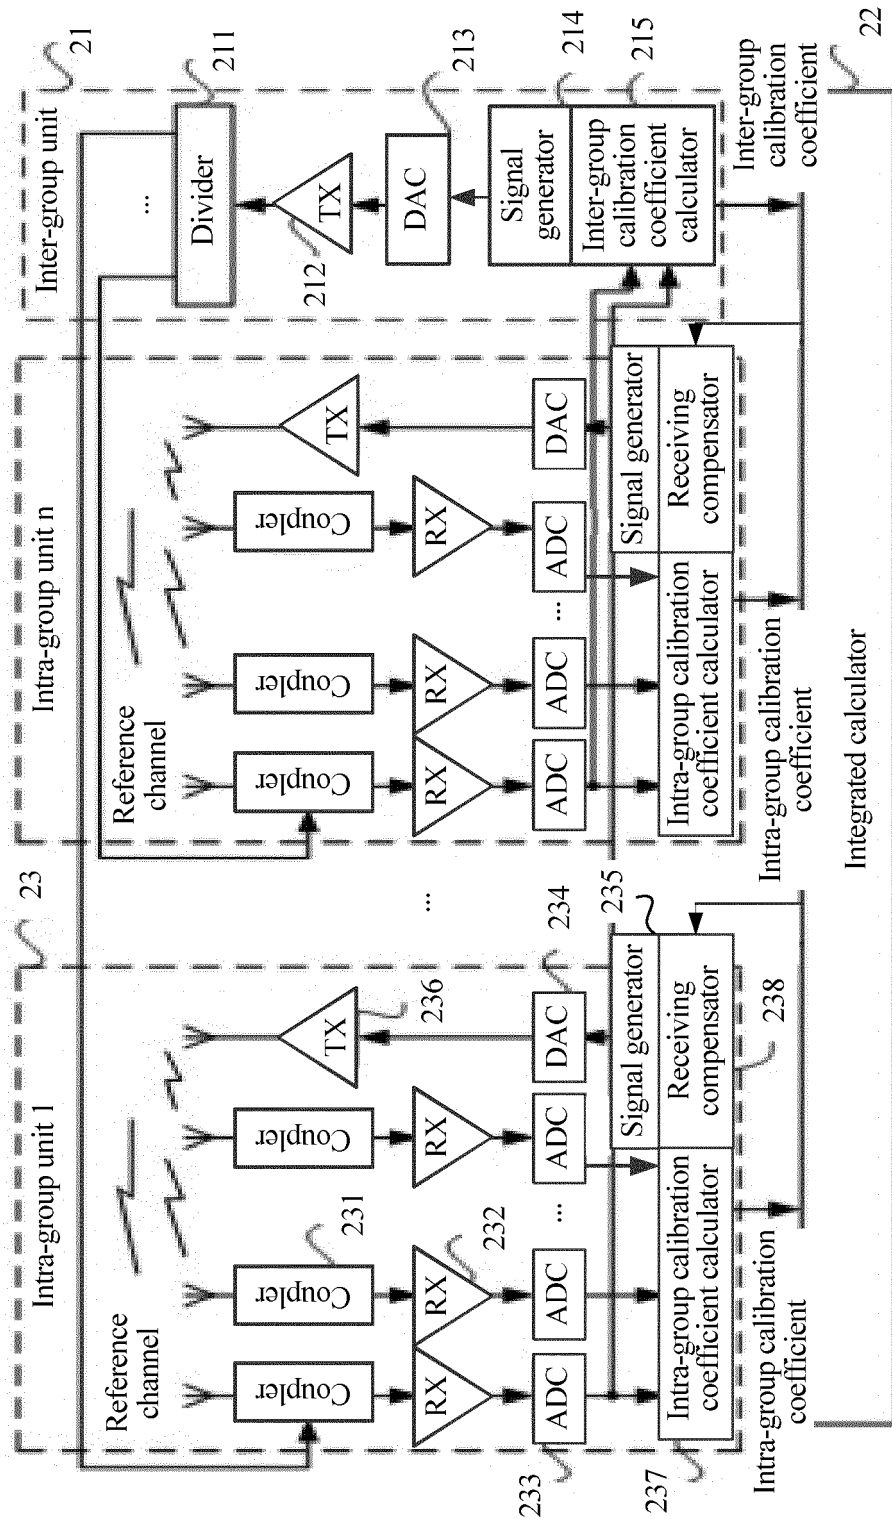 Intra-group unit 1
23
Reference
channel
Coupler
Coupler
Coupler
231
RX
RX
RX
232
TX
236
ADC
ADC
...
ADC
DAC
233
234
235
Signal generator
Intra-group calibration
coefficient calculator
Receiving
compensator
237
238
Intra-group calibration
coefficient
...
Intra-group unit n
Reference
channel
Coupler
Coupler
Coupler
RX
RX
RX
TX
ADC
ADC
...
ADC
DAC
Signal generator
Intra-group calibration
coefficient calculator
Receiving
compensator
Intra-group calibration
coefficient
Inter-group unit
21
...
Divider
211
TX
212
DAC
213
Signal
generator
214
Inter-group
calibration
coefficient
calculator
215
Inter-group
calibration
coefficient
Integrated calculator
22